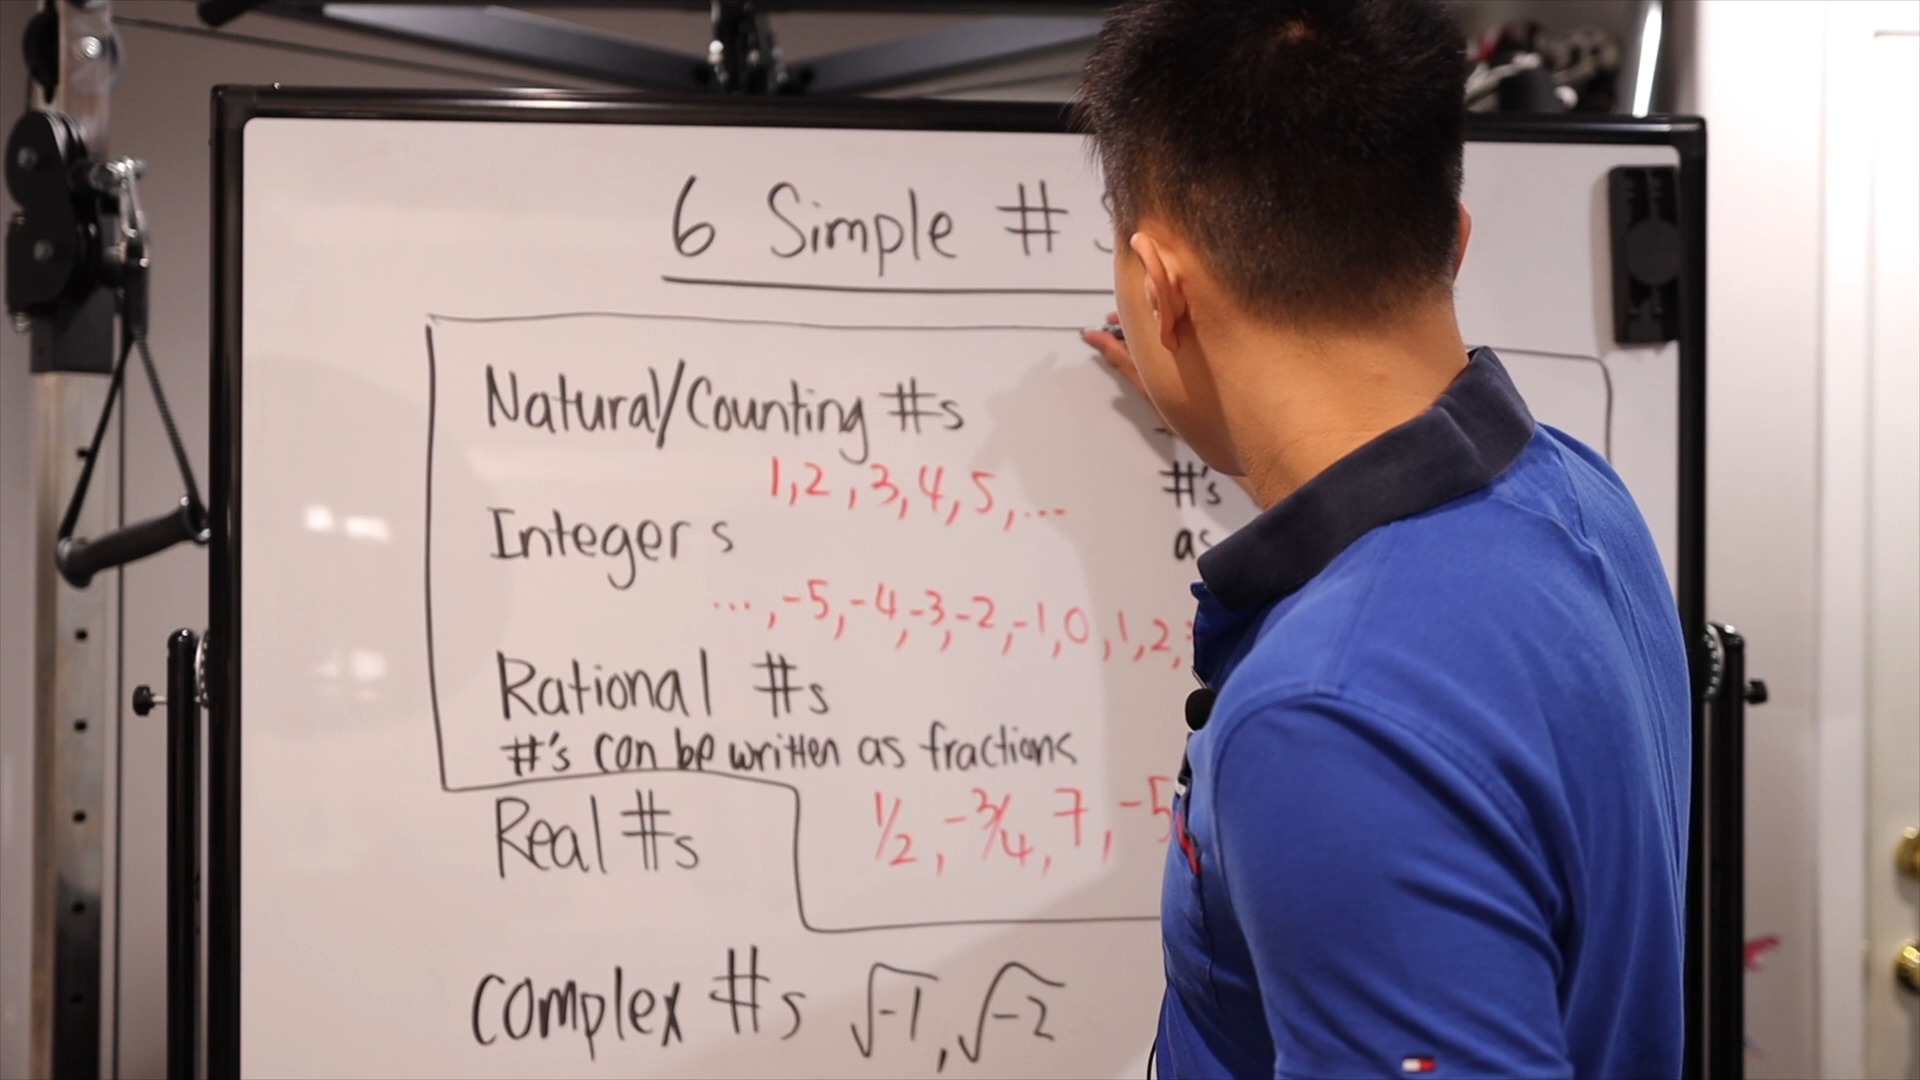 6 Simple #
Natural/Counting #s
1, 2, 3, 4, 5, ...
#'s
Integers
as
..., -5, -4, -3, -2, -1, 0, 1, 2,
Rational #s
#'s can be written as fractions
1/2, -3/4, 7, -5
Real #s
complex #s √-1, √-2